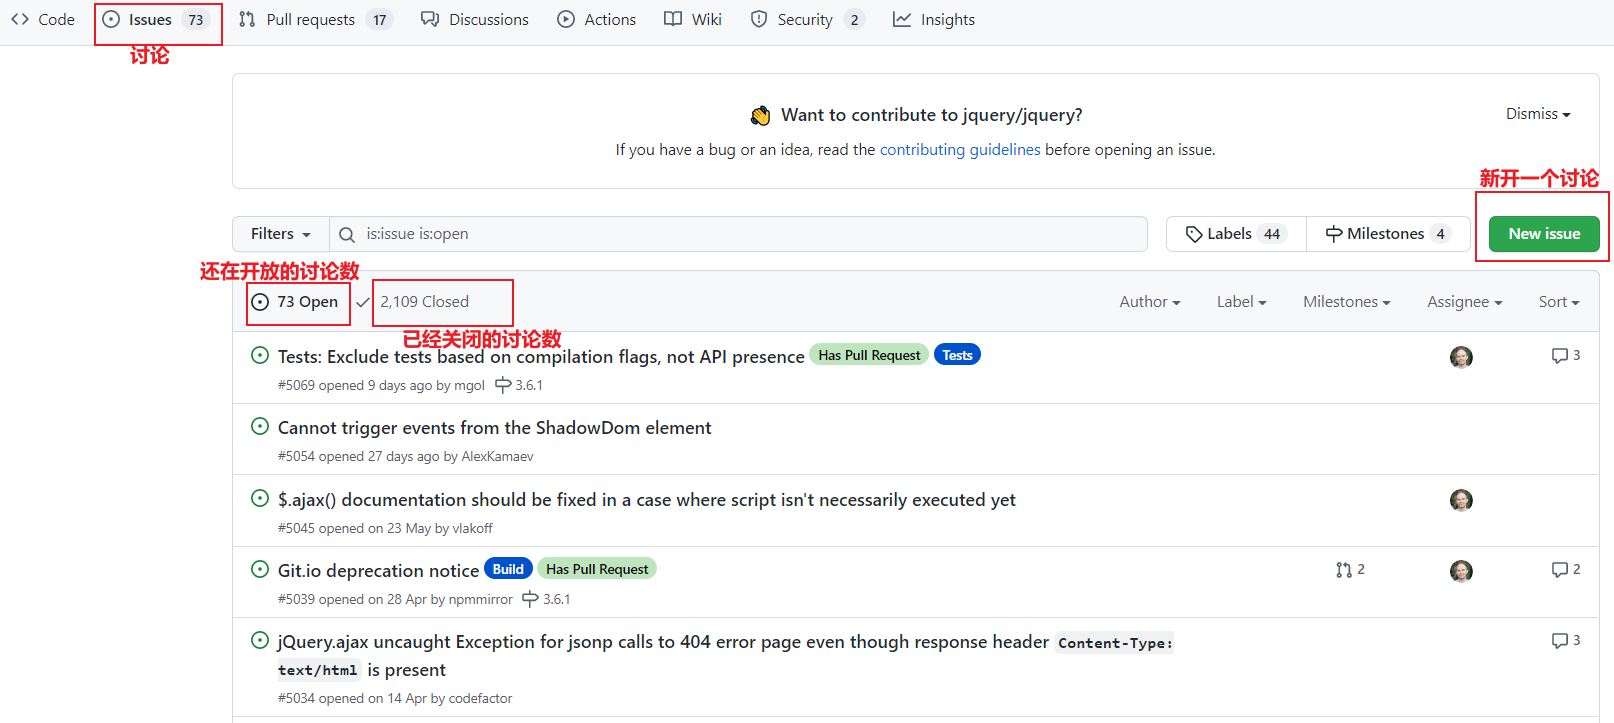 Code Issues 73 Pull requests 17 Discussions Actions Wiki Security 2 Insights
讨论
Want to contribute to jquery/jquery?
Dismiss
If you have a bug or an idea, read the contributing guidelines before opening an issue.
新开一个讨论
Filters is:issue is:open Labels 44 Milestones 4 New issue
还在开放的讨论数
73 Open 2,109 Closed Author Label Milestones Assignee Sort
已经关闭的讨论数
Tests: Exclude tests based on compilation flags, not API presence Has Pull Request Tests 3
#5069 opened 9 days ago by mgol 3.6.1
Cannot trigger events from the ShadowDom element
#5054 opened 27 days ago by AlexKamaev
$.ajax() documentation should be fixed in a case where script isn't necessarily executed yet
#5045 opened on 23 May by vlakoff
Git.io deprecation notice Build Has Pull Request 2 2
#5039 opened on 28 Apr by npmmirror 3.6.1
jQuery.ajax uncaught Exception for jsonp calls to 404 error page even though response header Content-Type: 3
text/html is present
#5034 opened on 14 Apr by codefactor